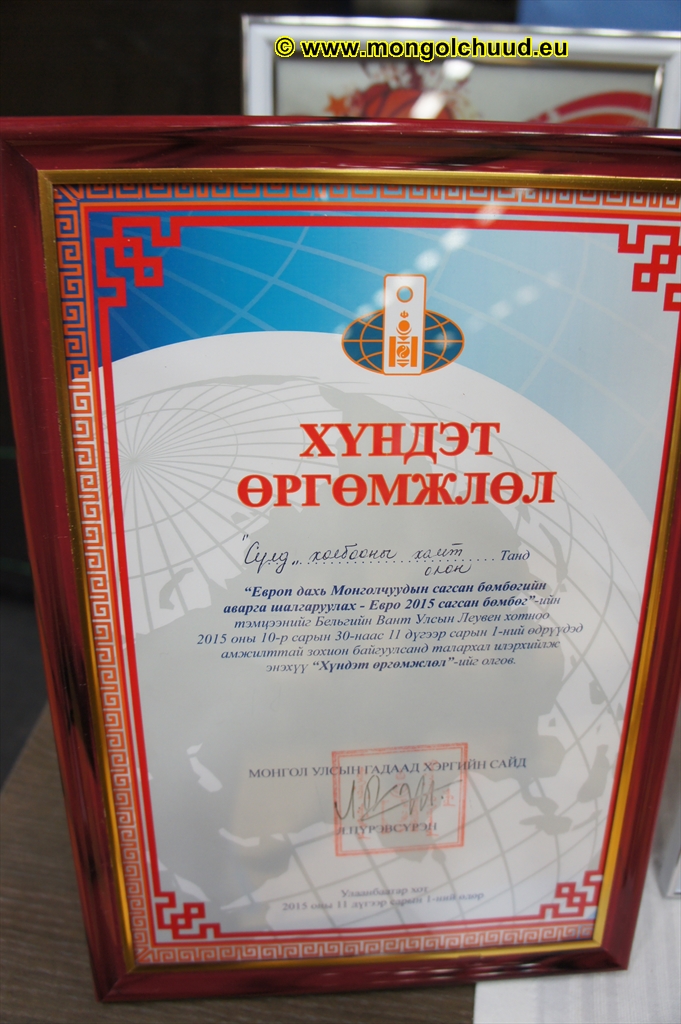 © www.mongolchuud.eu
ХҮНДЭТ
ӨРГӨМЖЛӨЛ
"Сүлд" холбооны хамт олон Танд
“Европ дахь Монголчуудын сагсан бөмбөгийн
аварга шалгаруулах - Евро 2015 сагсан бөмбөг”-ийн
тэмцээнийг Бельгийн Вант Улсын Леувен хотноо
2015 оны 10-р сарын 30-наас 11 дүгээр сарын 1-ний өдрүүдэд
амжилттай зохион байгуулсанд талархал илэрхийлж
энэхүү “Хүндэт өргөмжлөл”-ийг олгов.
МОНГОЛ УЛСЫН ГАДААД ХЭРГИЙН САЙД
Л.ПҮРЭВСҮРЭН
Улаанбаатар хот
2015 оны 11 дүгээр сарын 1-ний өдөр